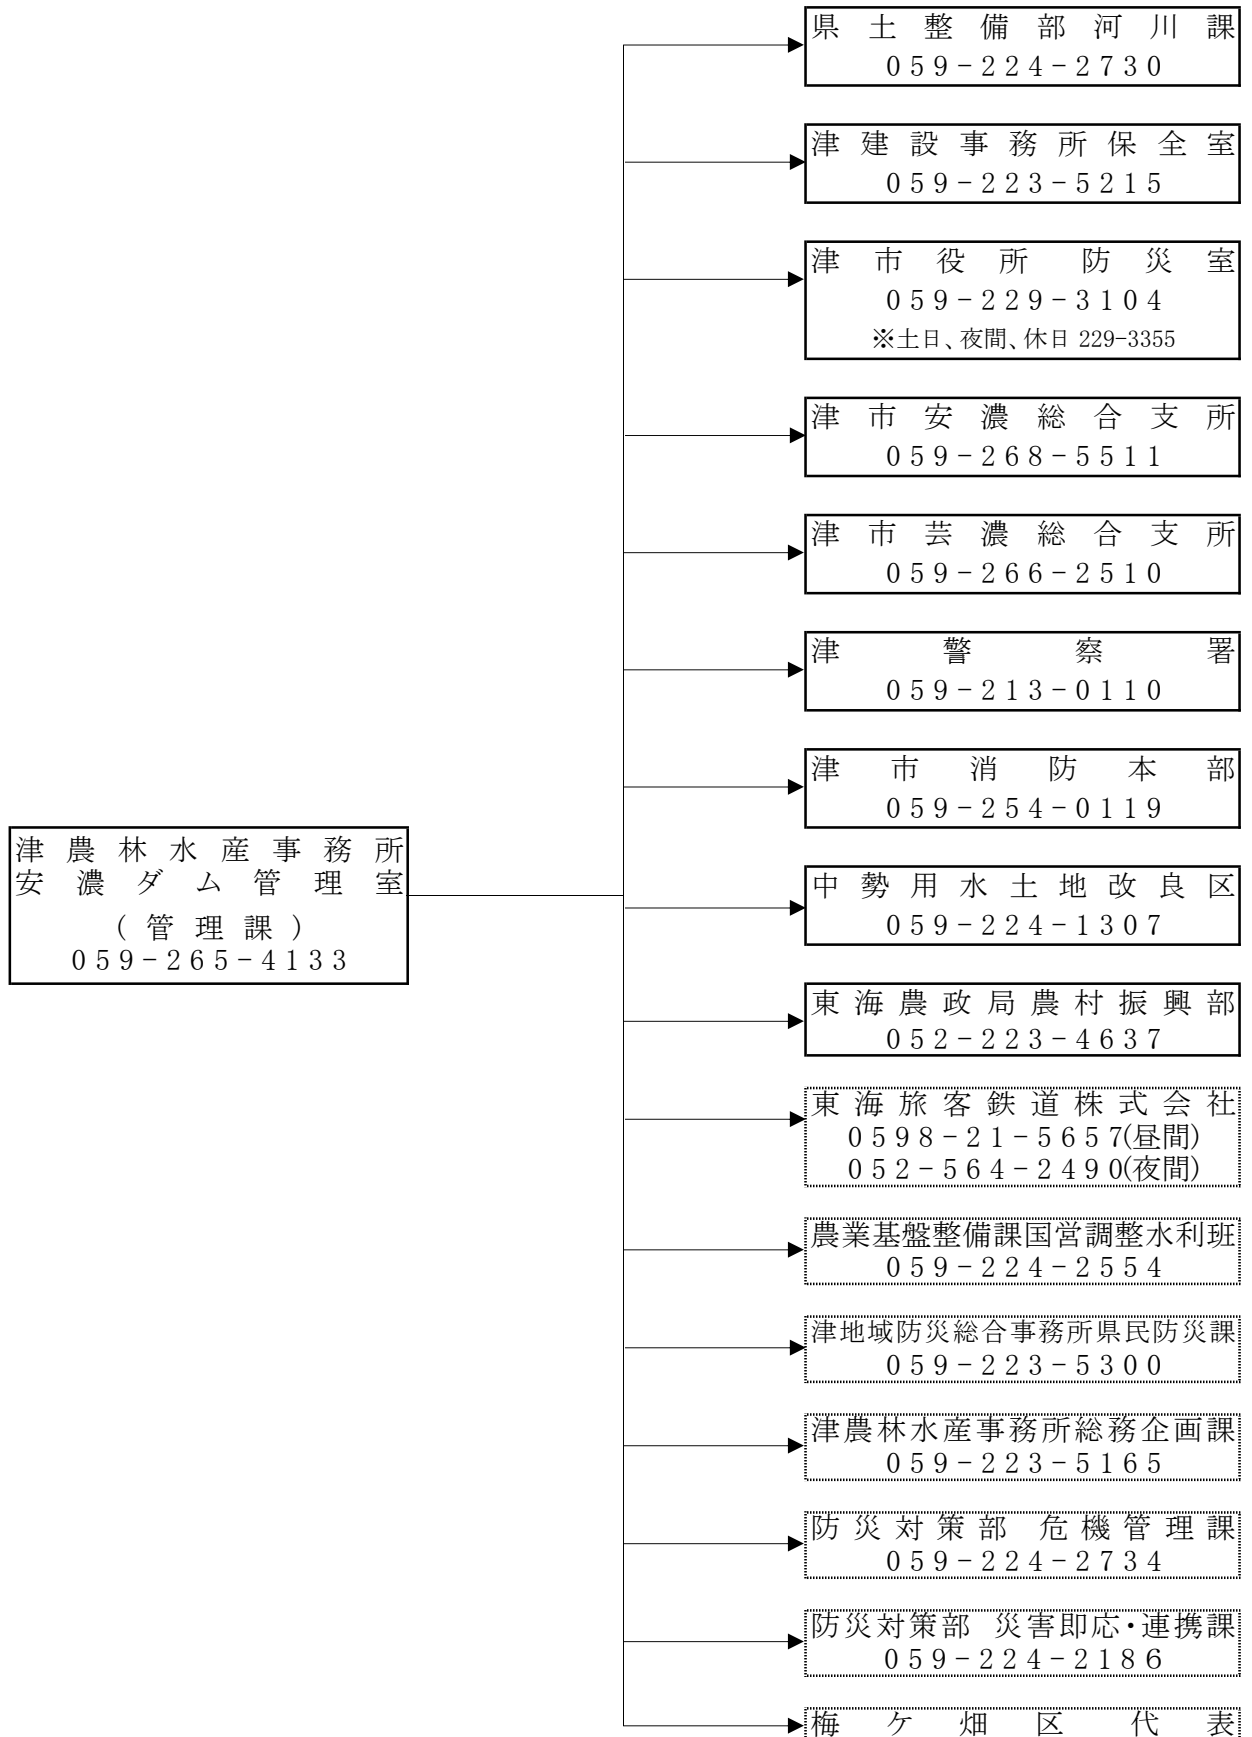 県土整備部河川課
059-224-2730
津建設事務所保全室
059-223-5215
津市役所 防災室
059-229-3104
※土日、夜間、休日 229-3355
津市安濃総合支所
059-268-5511
津市芸濃総合支所
059-266-2510
津警察署
059-213-0110
津市消防本部
059-254-0119
津農林水産事務所
安濃ダム管理室
(管理課)
059-265-4133
中勢用水土地改良区
059-224-1307
東海農政局農村振興部
052-223-4637
東海旅客鉄道株式会社
0598-21-5657(昼間)
052-564-2490(夜間)
農業基盤整備課国営調整水利班
059-224-2554
津地域防災総合事務所県民防災課
059-223-5300
津農林水産事務所総務企画課
059-223-5165
防災対策部 危機管理課
059-224-2734
防災対策部 災害即応・連携課
059-224-2186
梅ケ畑区代表